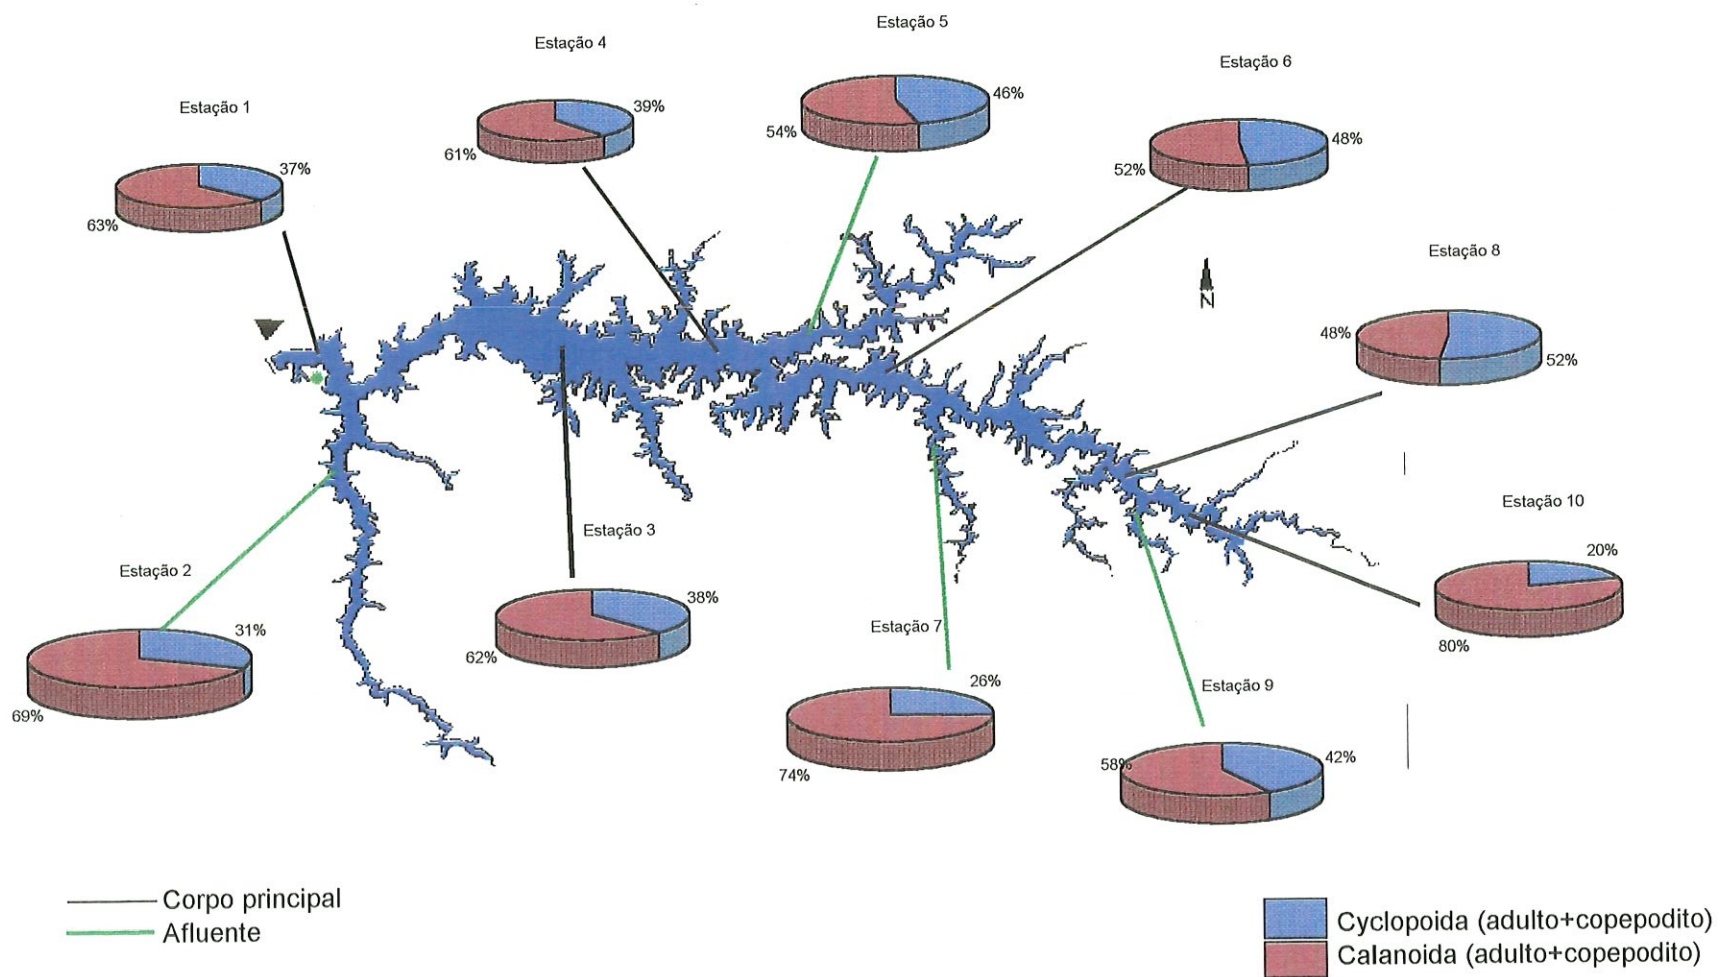 Estação 5
Estação 4
Estação 6
46%
54%
Estação 1
39%
61%
48%
52%
37%
63%
Estação 8
N
48%
52%
Estação 10
Estação 3
20%
Estação 2
38%
62%
Estação 7
31%
80%
26%
Estação 9
69%
74%
58%
42%
Corpo principal
Afluente
Cyclopoida (adulto+copepodito)
Calanoida (adulto+copepodito)